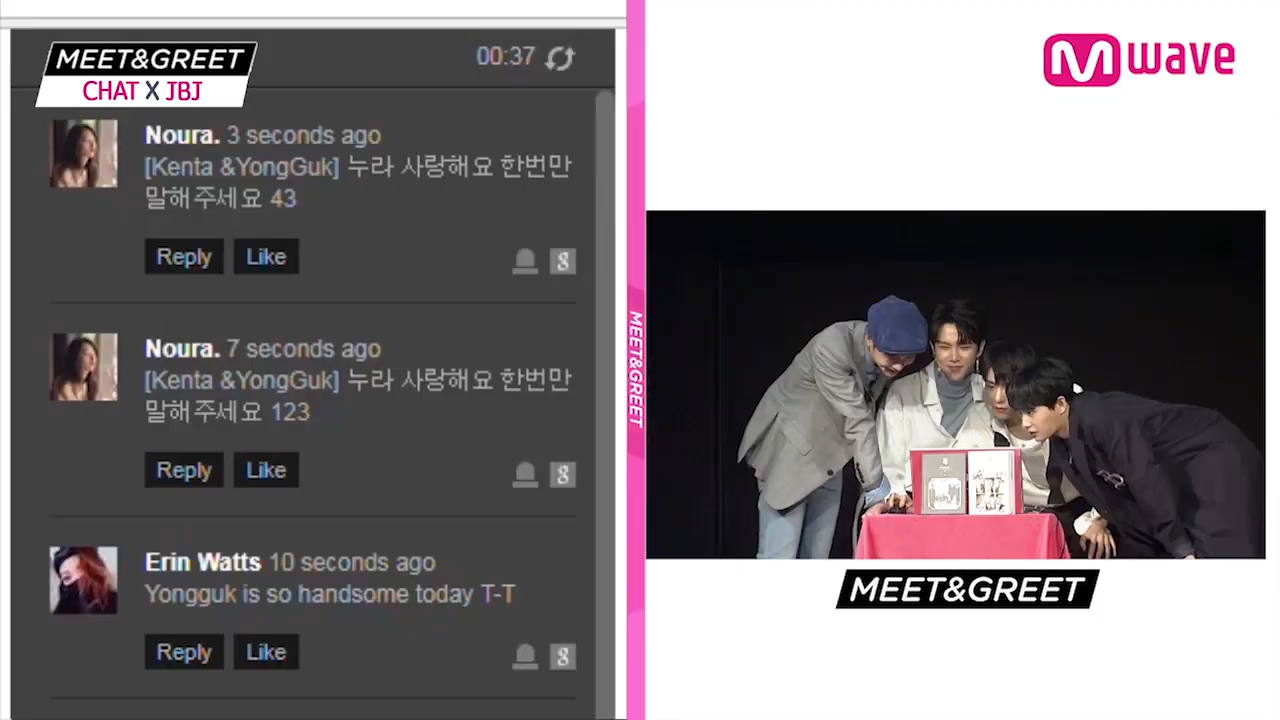 MEET&GREET
CHAT X JBJ
00:37
Noura. 3 seconds ago
[Kenta &YongGuk] 누라 사랑해요 한번만
말해주세요 43
Reply Like
g
Noura. 7 seconds ago
[Kenta &YongGuk] 누라 사랑해요 한번만
말해주세요 123
Reply Like
g
Erin Watts 10 seconds ago
Yongguk is so handsome today T-T
Reply Like
g
MEET&GREET
M wave
MEET&GREET